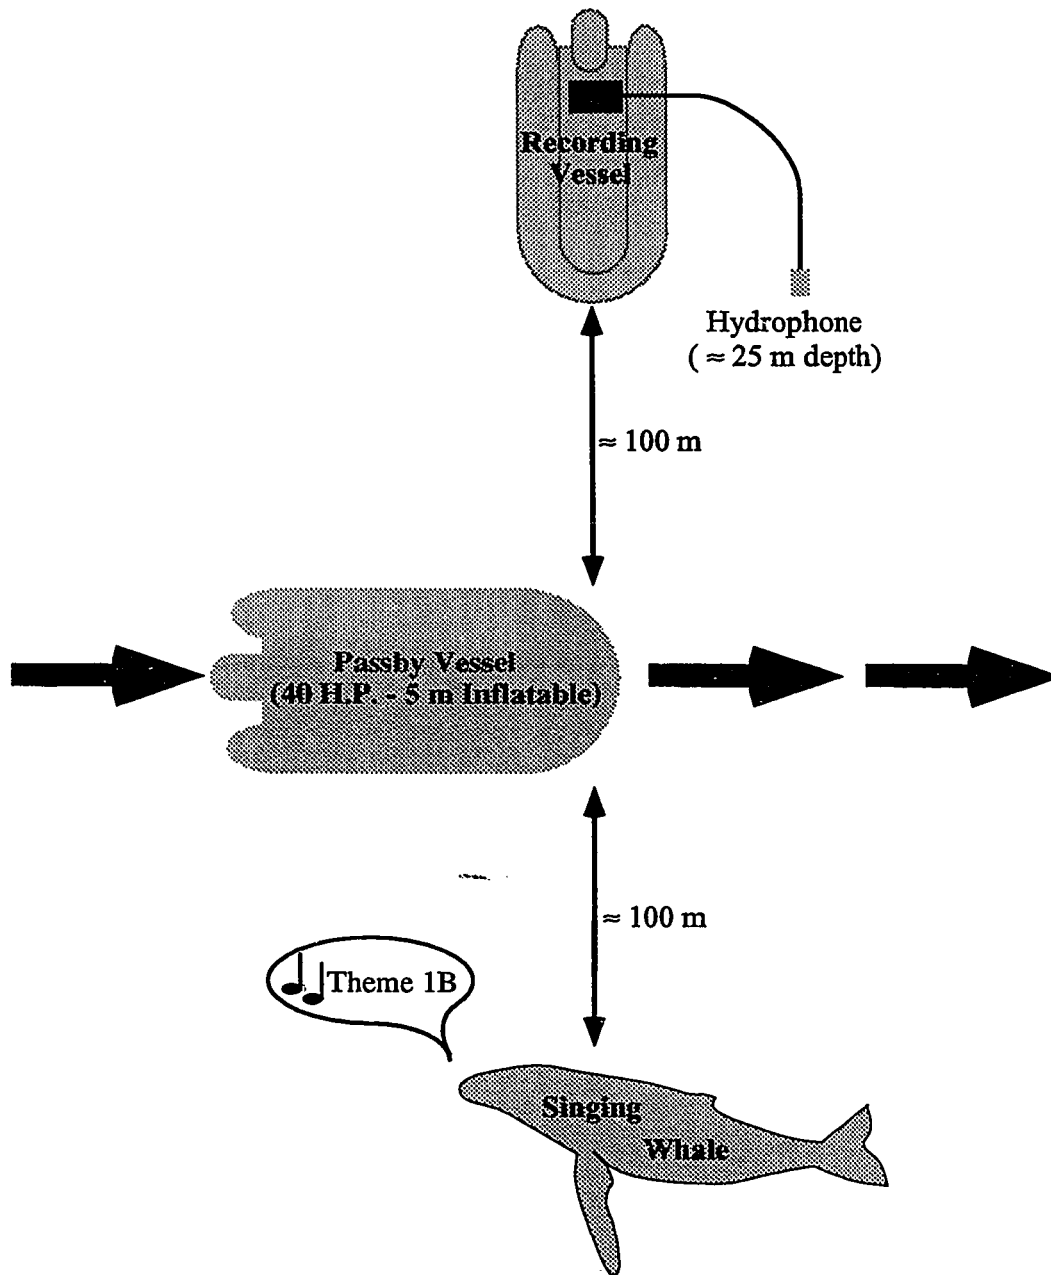 Recording
Vessel
Hydrophone
( ≈ 25 m depth)
≈ 100 m
Passby Vessel
(40 H.P. - 5 m Inflatable)
≈ 100 m
Theme 1B
Singing
Whale